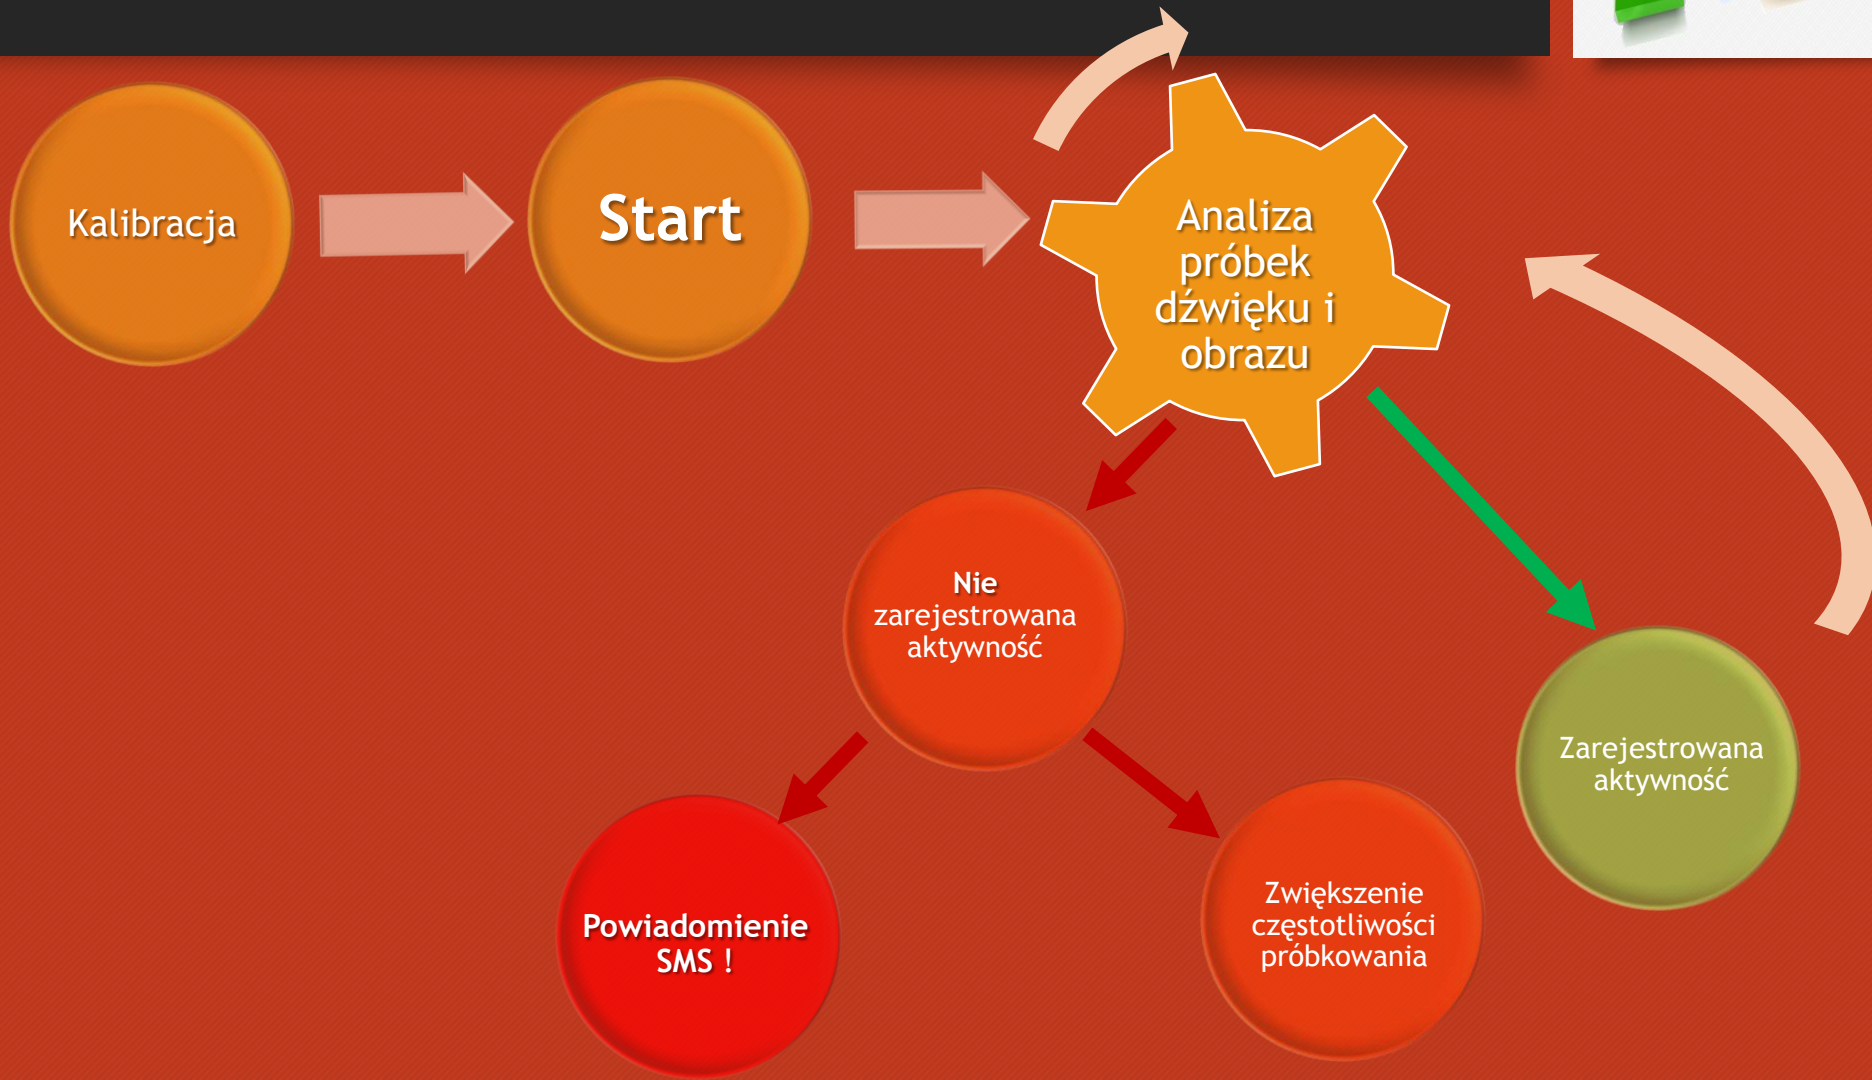 Kalibracja
Start
Analiza
próbek
dźwięku i
obrazu
Nie
zarejestrowana
aktywność
Zarejestrowana
aktywność
Powiadomienie
SMS !
Zwiększenie
częstotliwości
próbkowania